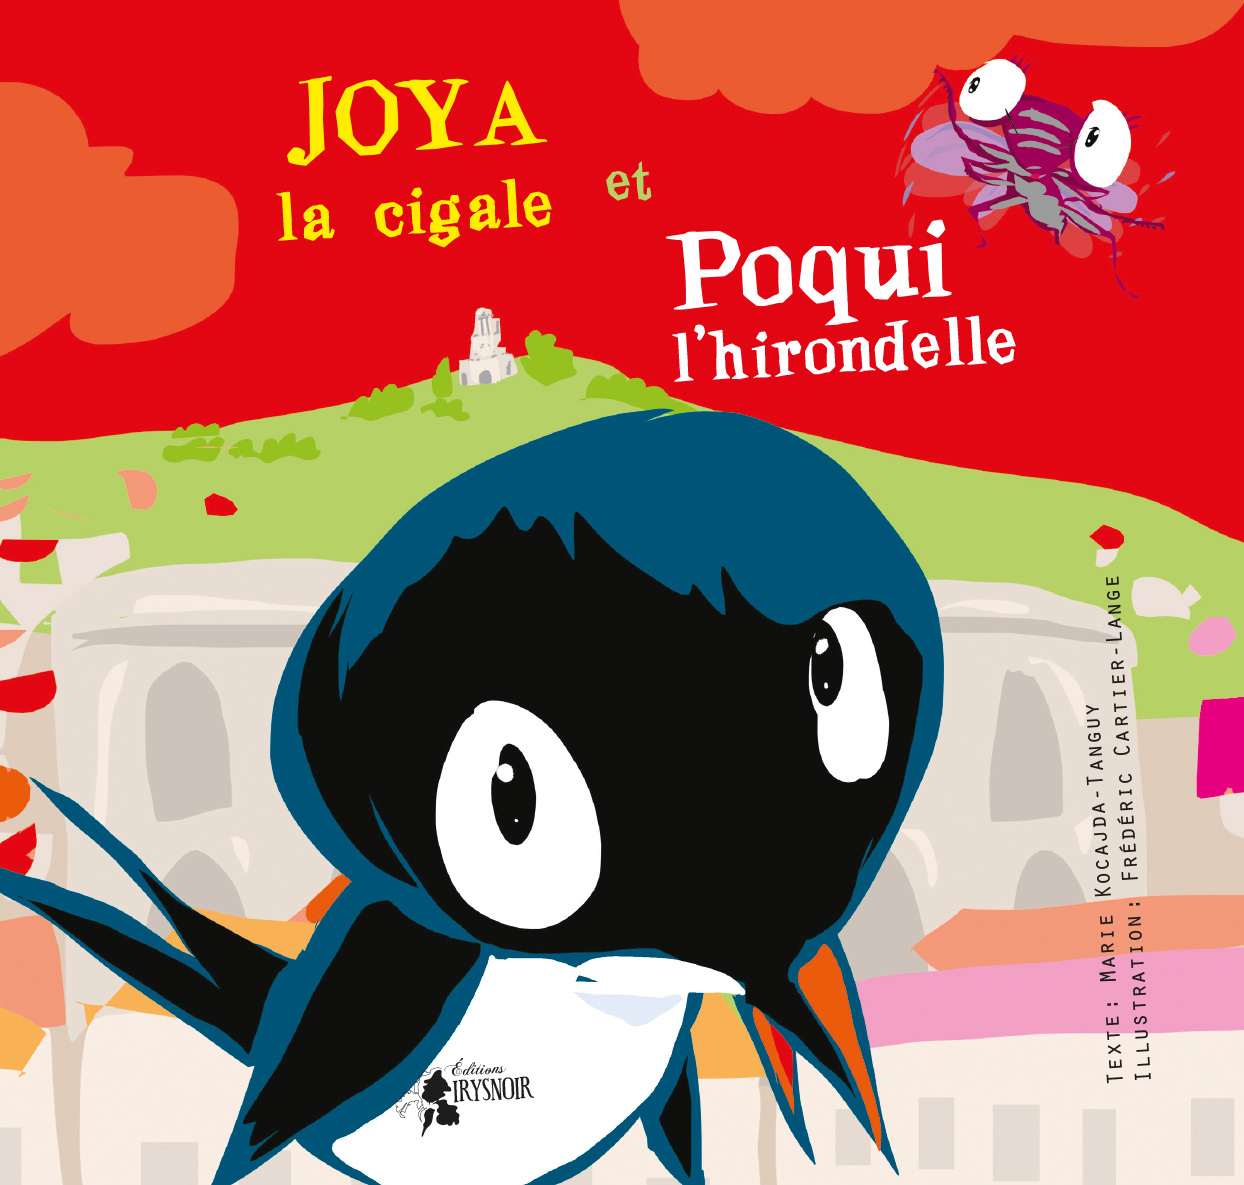 JOYA
la cigale
et
Poqui
l'hirondelle
TEXTE: MARIE KOCAJDA-TANGUY
ILLUSTRATION: FRÉDÉRIC CARTIER-LANGE
Éditions
IRYSNOIR